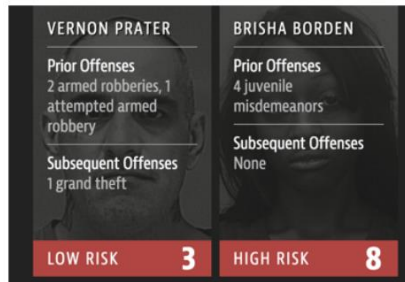 VERNON PRATER
Prior Offenses
2 armed robberies, 1
attempted armed
robbery
Subsequent Offenses
1 grand theft
LOW RISK 3
BRISHA BORDEN
Prior Offenses
4 juvenile
misdemeanors
Subsequent Offenses
None
HIGH RISK 8